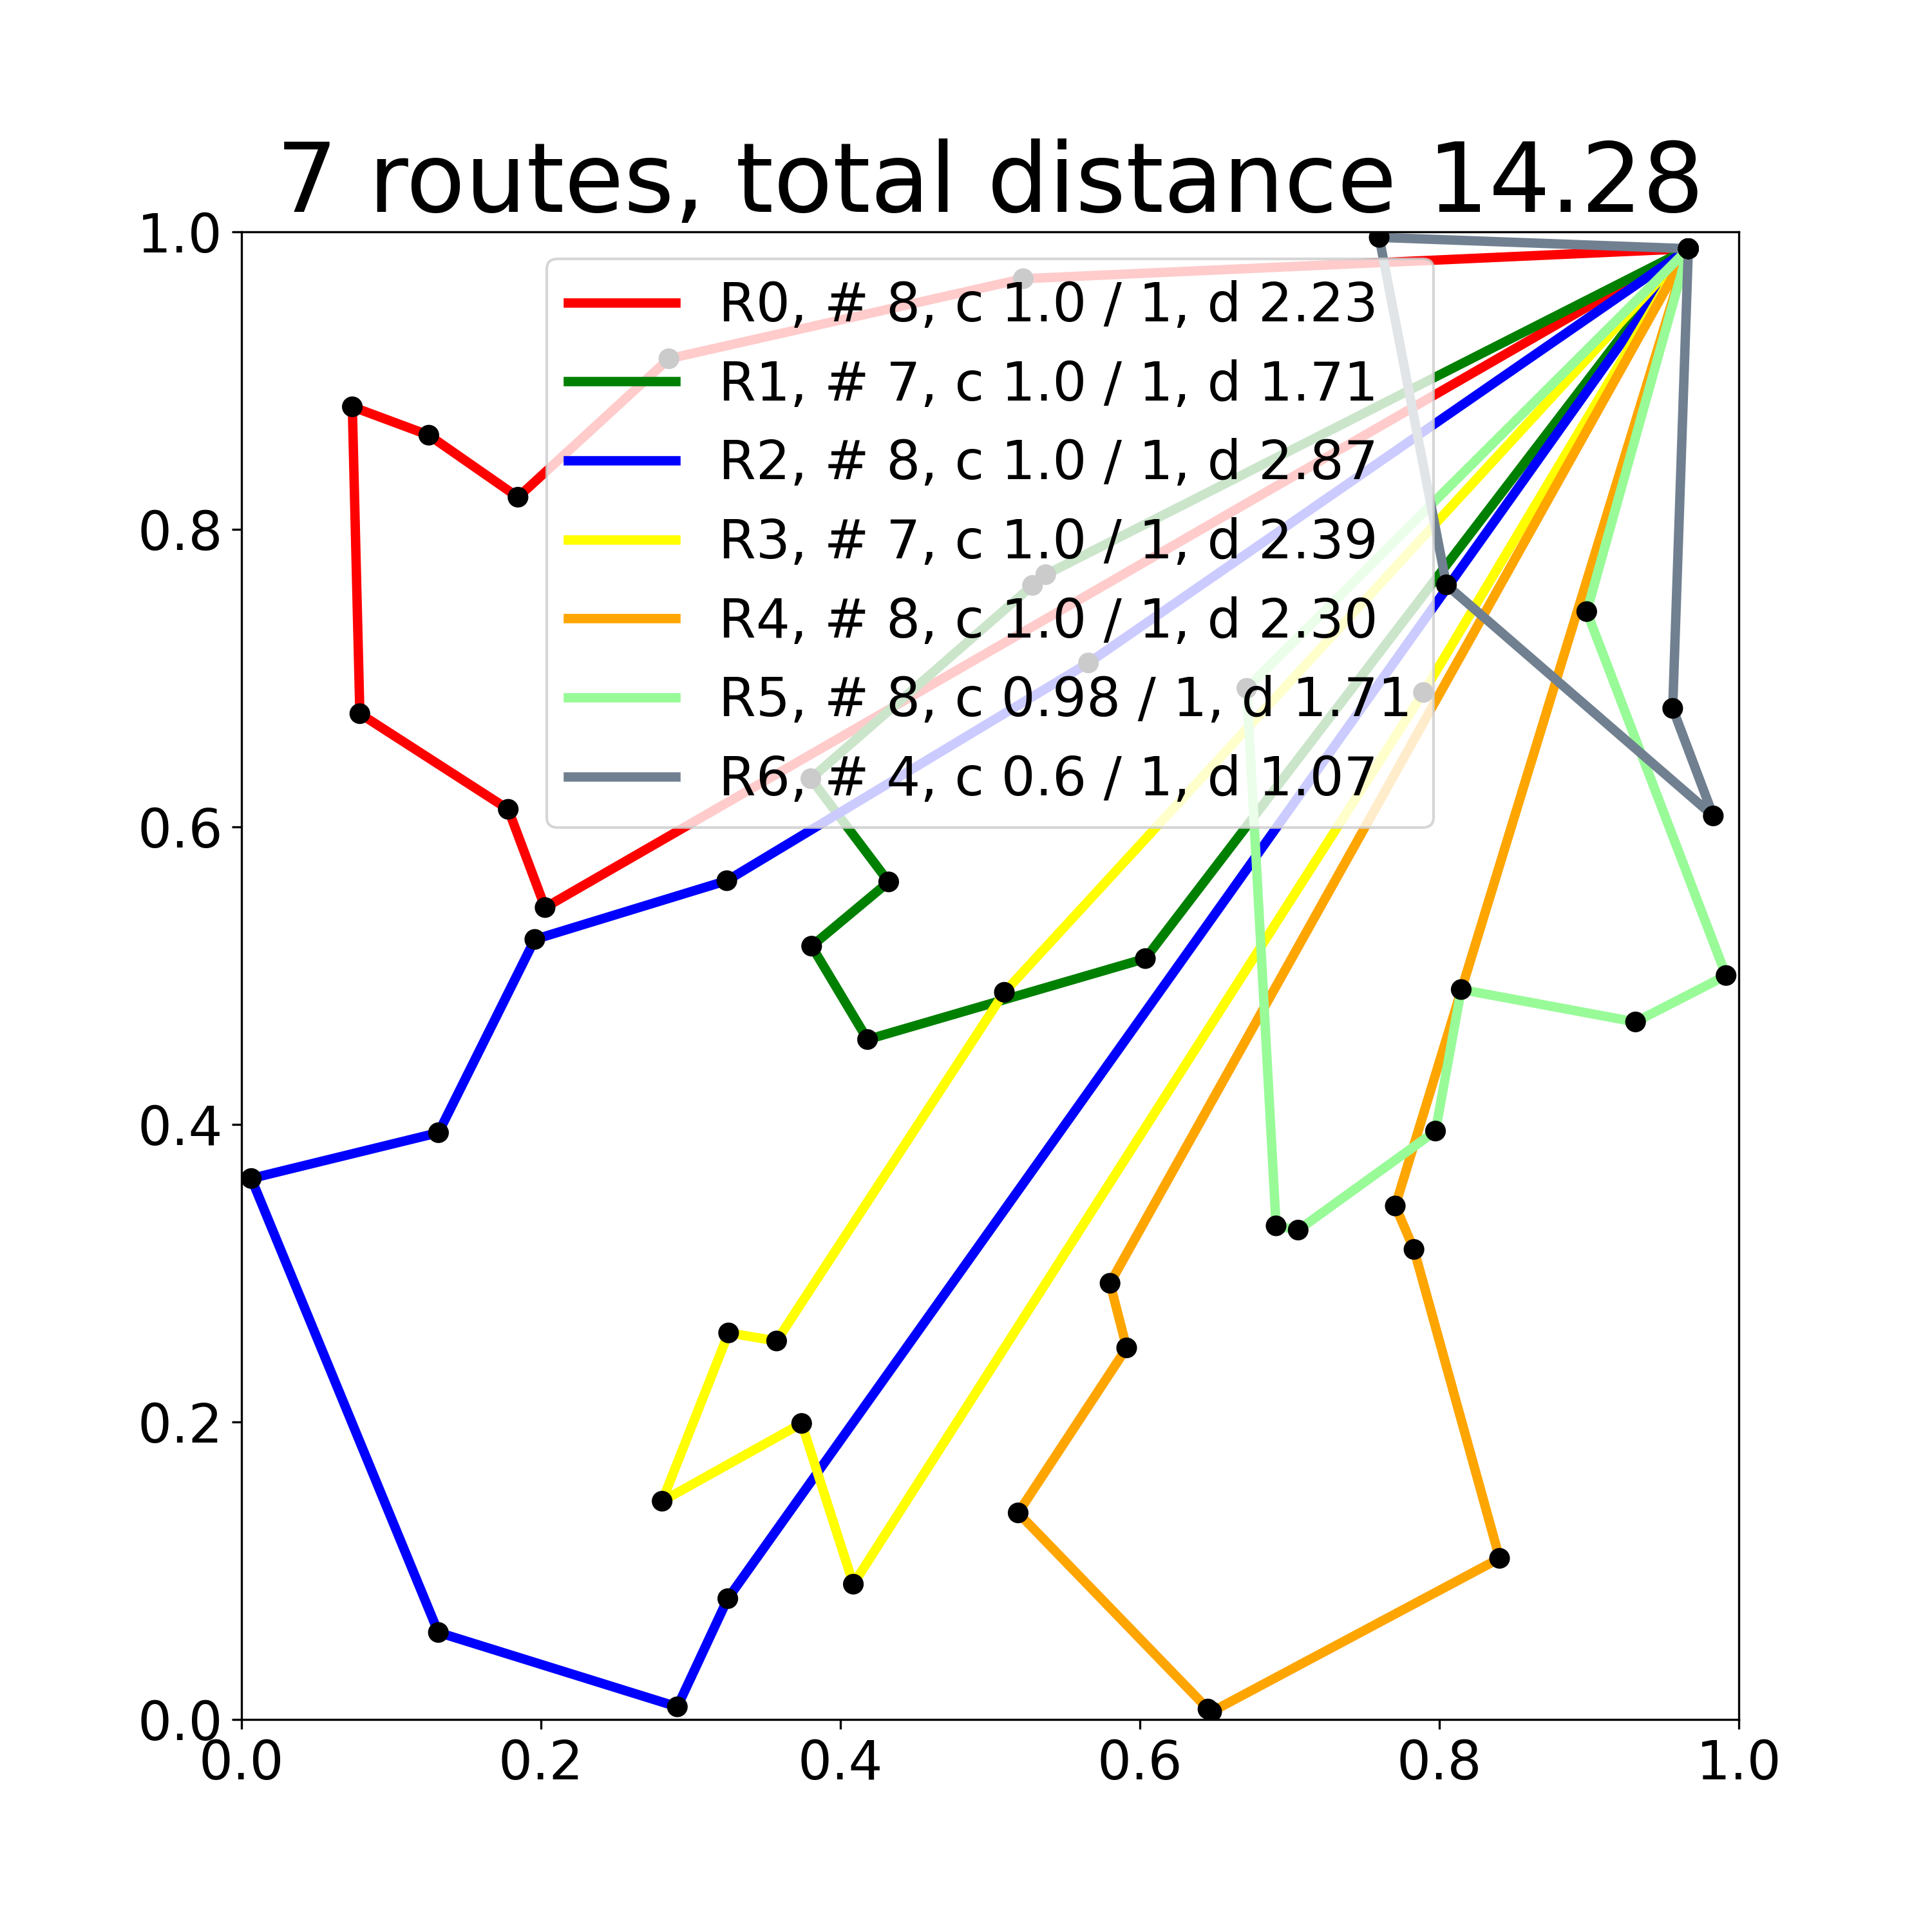 7 routes, total distance 14.28
1.0
0.8
0.6
0.4
0.2
0.0
R0, # 8, c 1.0 / 1, d 2.23
R1, # 7, c 1.0 / 1, d 1.71
R2, # 8, c 1.0 / 1, d 2.87
R3, # 7, c 1.0 / 1, d 2.39
R4, # 8, c 1.0 / 1, d 2.30
R5, # 8, c 0.98 / 1, d 1.71
R6, # 4, c 0.6 / 1, d 1.07
0.0 0.2 0.4 0.6 0.8 1.0